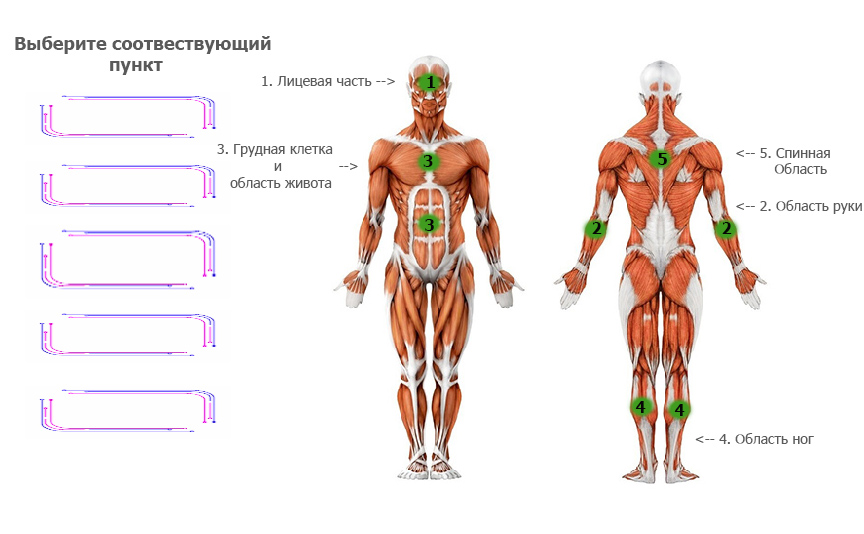 Выберите соотвествующий
пункт
1. Лицевая часть -->
3. Грудная клетка
и -->
область живота
<-- 5. Спинная
Область
<-- 2. Область руки
<-- 4. Область ног
1
3
3
5
2
2
4
4